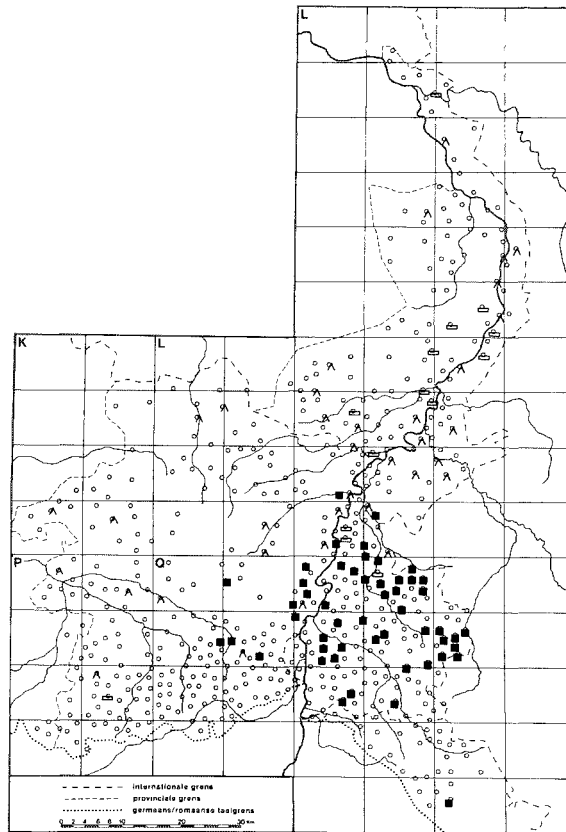 L
K L
P Q
internationale grens
provinciale grens
germaans/romaanse taalgrens
0 2 4 6 8 10 20 30 Km